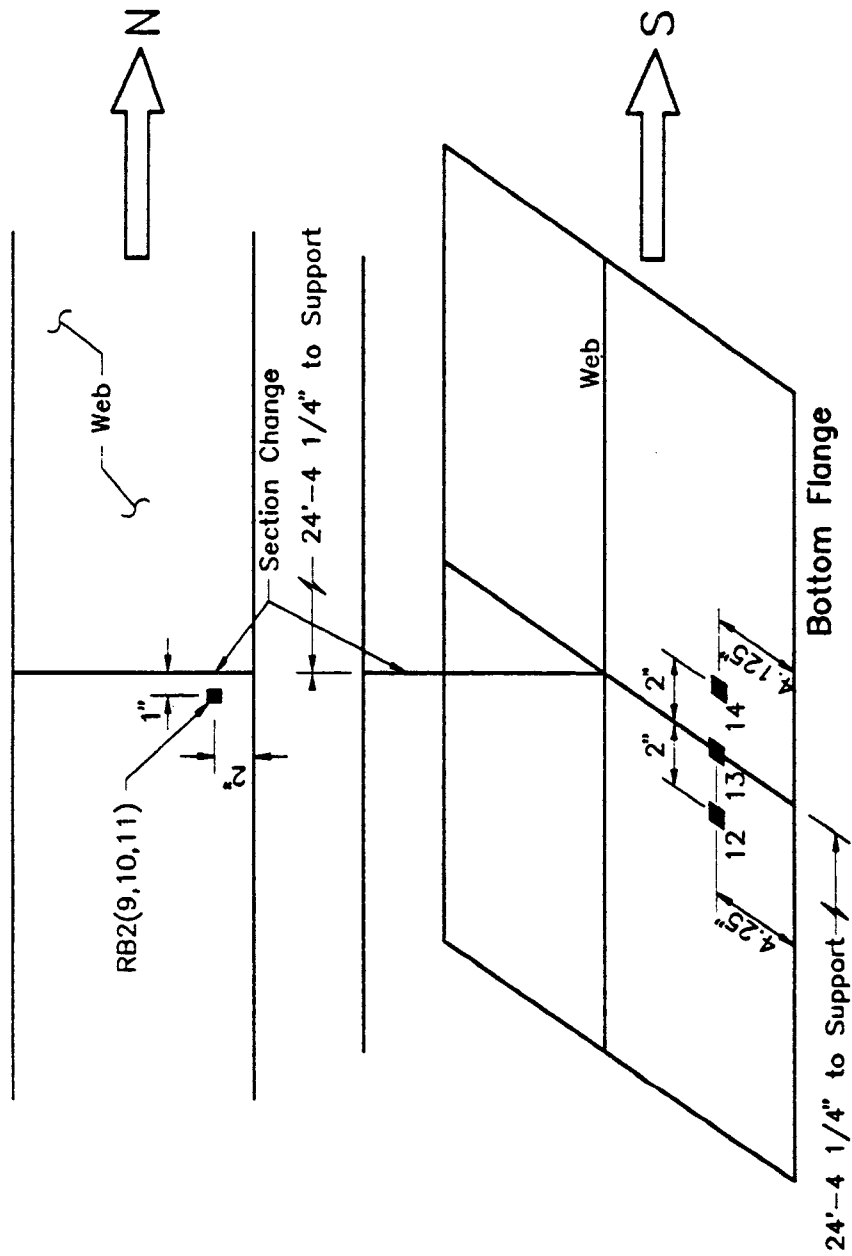 N
Web
RB2(9,10,11)
1"
2"
Section Change
24'-4 1/4" to Support
S
Web
2"
2"
12
13
14
4.25"
4.125"
Bottom Flange
24'-4 1/4" to Support